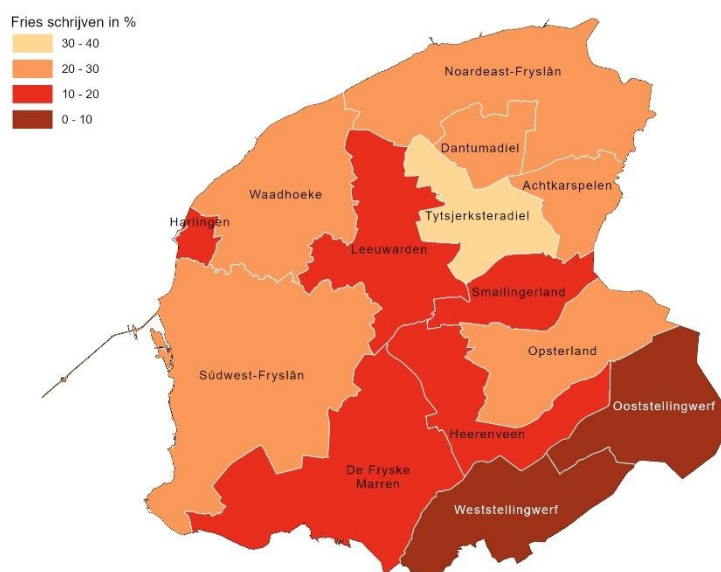 Fries schrijven in %
30 - 40
20 - 30
10 - 20
0 - 10
Noardeast-Fryslân
Dantumadiel
Achtkarspelen
Waadhoeke
Harlingen
Tytsjerksteradiel
Leeuwarden
Smallingerland
Opsterland
Súdwest-Fryslân
Ooststellingwerf
Heerenveen
De Fryske
Marren
Weststellingwerf